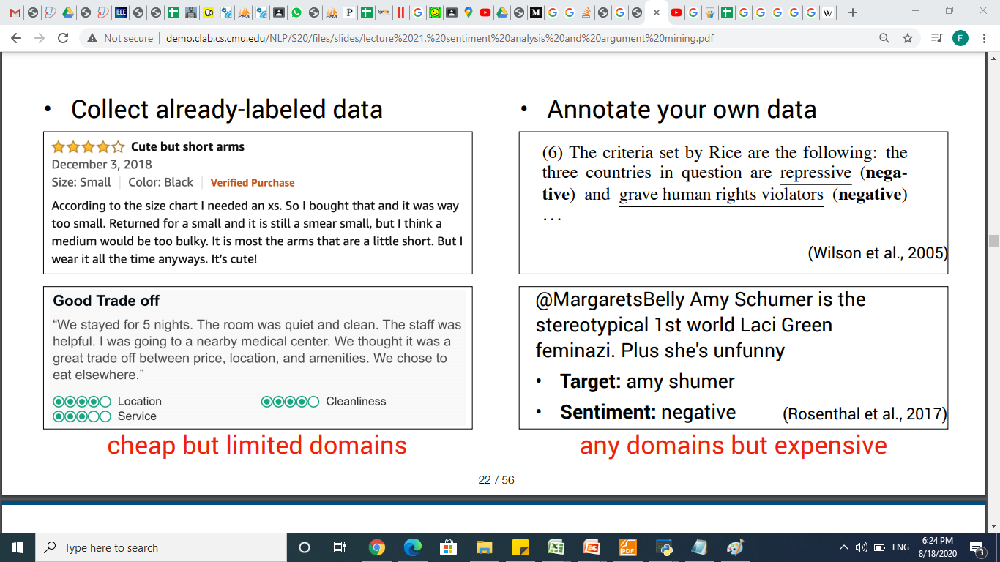 Not secure
demo.clab.cs.cmu.edu/NLP/S20/files/slides/lecture%2021.%20sentiment%20analysis%20and%20argument%20mining.pdf
F
• Collect already-labeled data
Cute but short arms
December 3, 2018
Size: Small | Color: Black | Verified Purchase
According to the size chart I needed an xs. So I bought that and it was way
too small. Returned for a small and it is still a smear small, but I think a
medium would be too bulky. It is most the arms that are a little short. But I
wear it all the time anyways. It's cute!
Good Trade off
“We stayed for 5 nights. The room was quiet and clean. The staff was
helpful. I was going to a nearby medical center. We thought it was a
great trade off between price, location, and amenities. We chose to
eat elsewhere.”
Location
Cleanliness
Service
cheap but limited domains
• Annotate your own data
(6) The criteria set by Rice are the following: the
three countries in question are repressive (nega-
tive) and grave human rights violators (negative)
...
(Wilson et al., 2005)
@MargaretsBelly Amy Schumer is the
stereotypical 1st world Laci Green
feminazi. Plus she's unfunny
• Target: amy shumer
• Sentiment: negative
(Rosenthal et al., 2017)
any domains but expensive
22 / 56
Type here to search
ENG
6:24 PM
8/18/2020
3